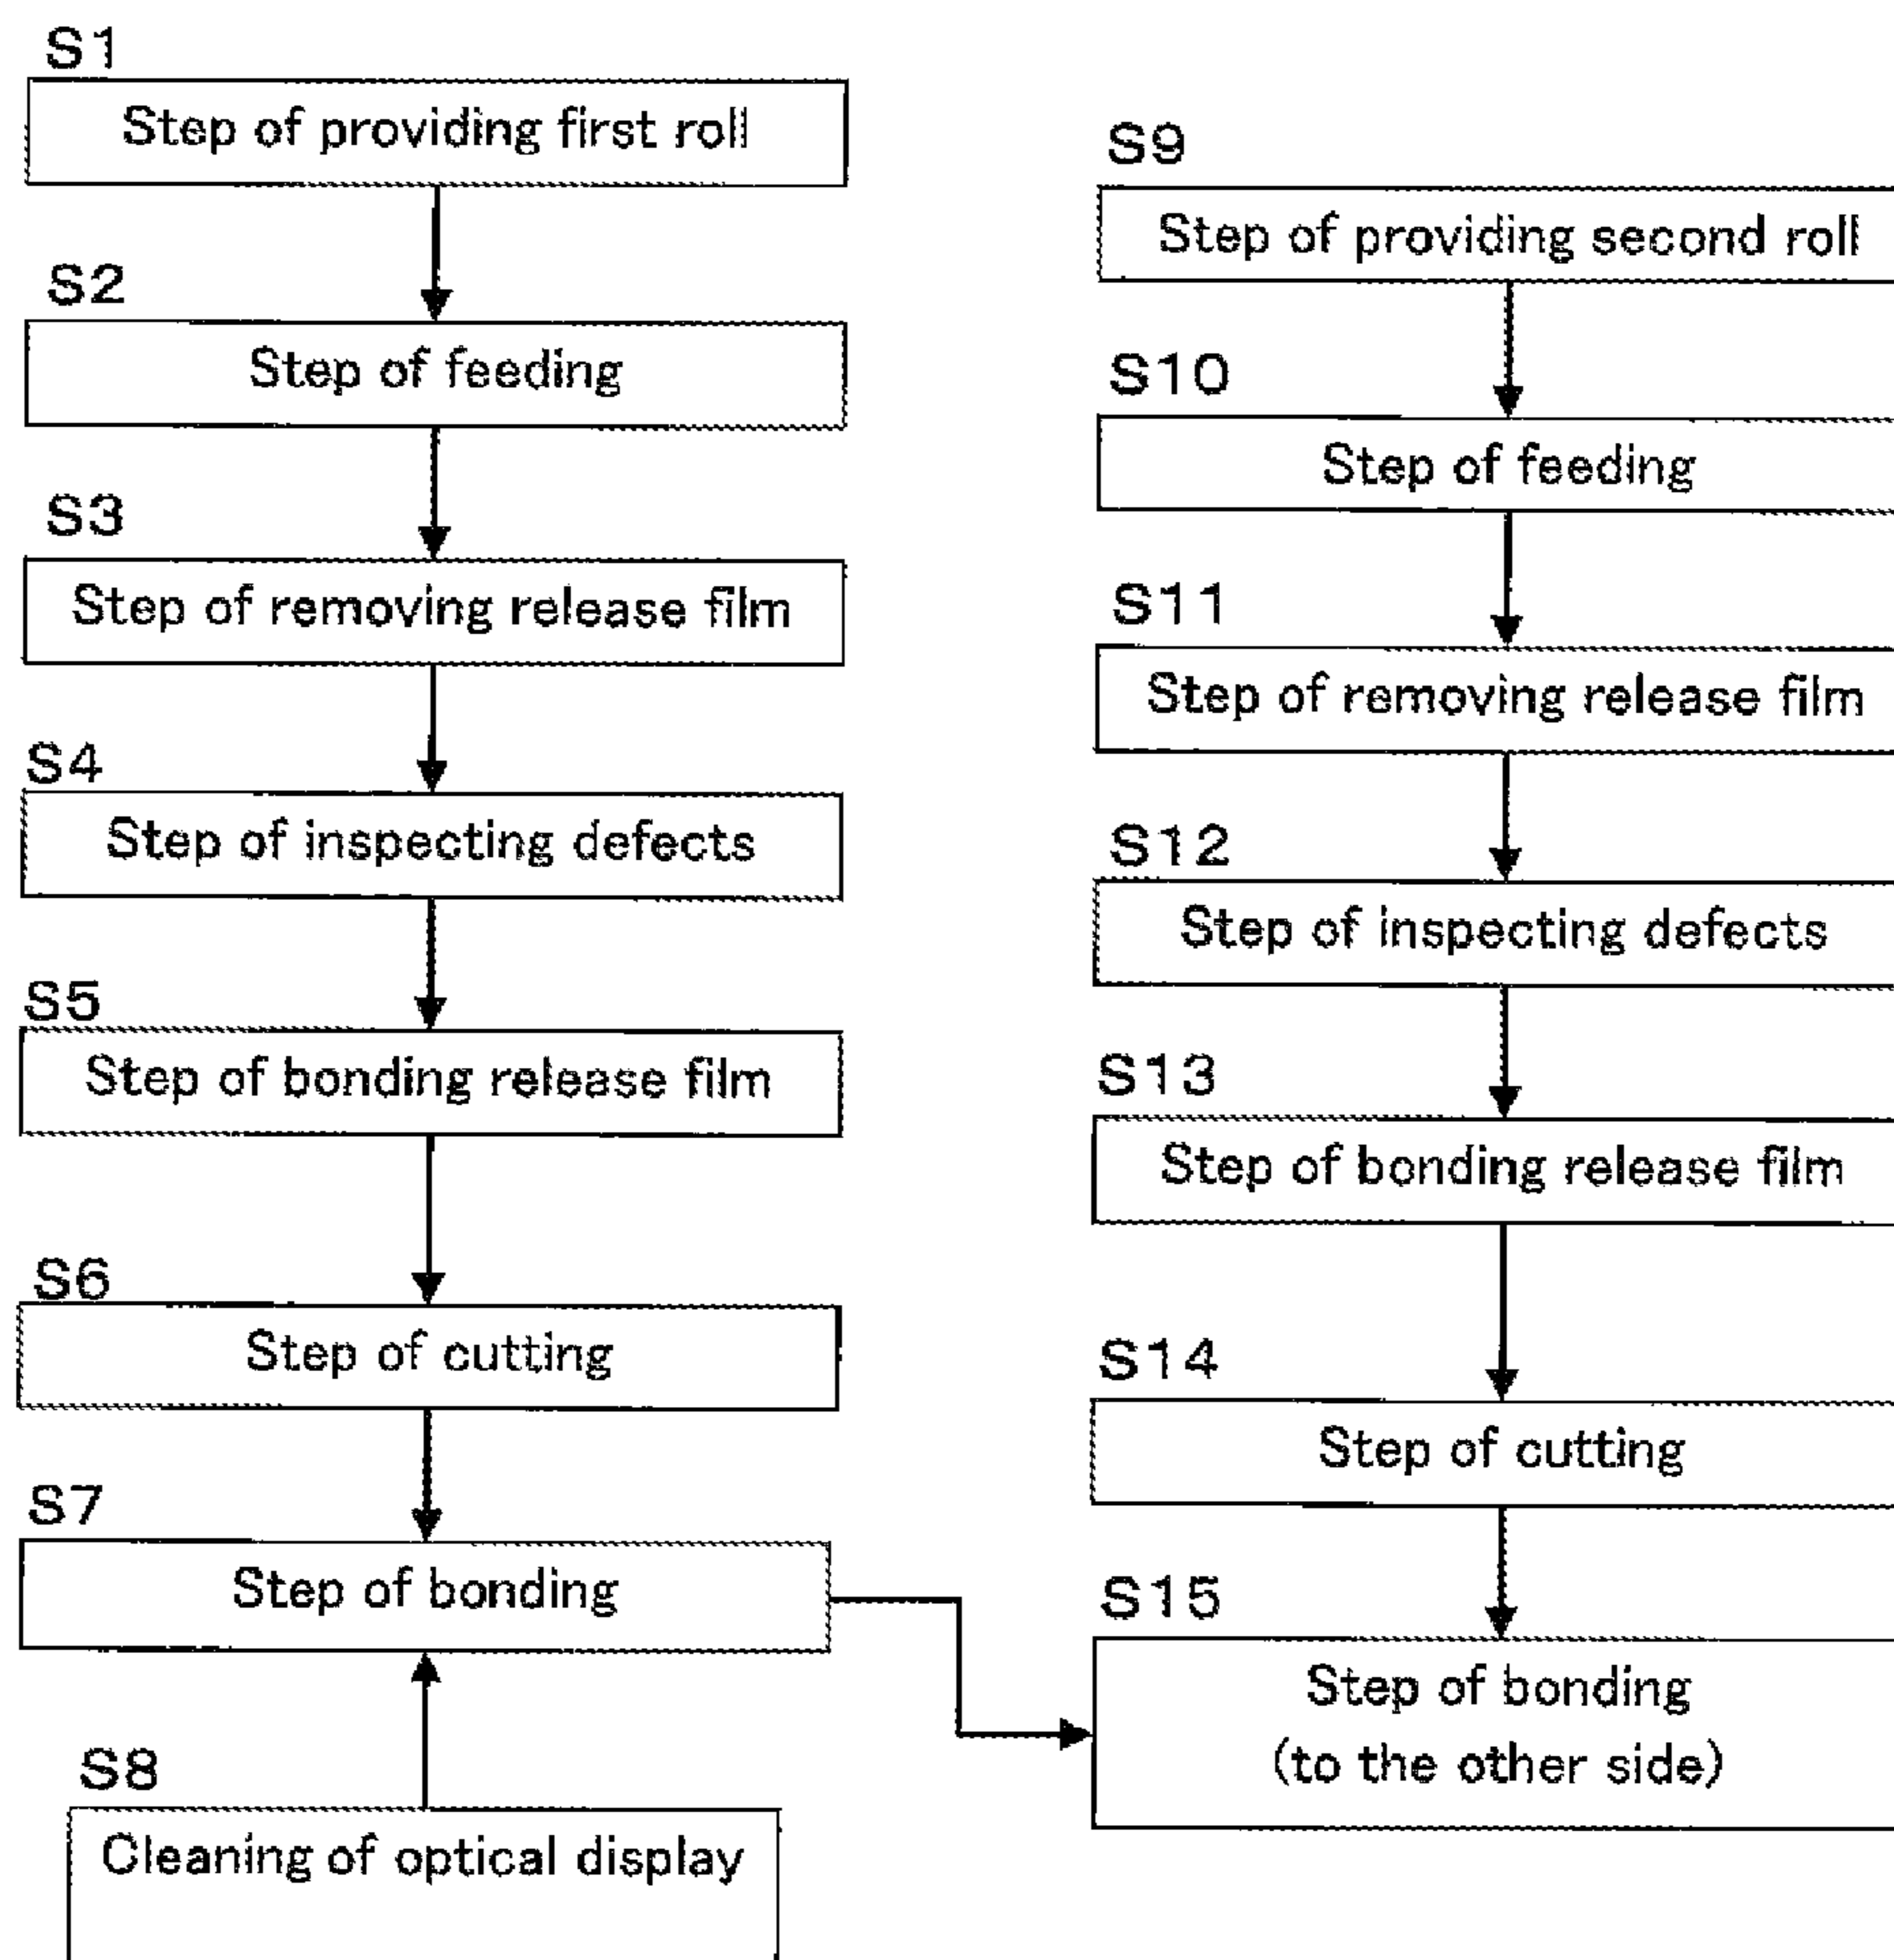 S1
Step of providing first roll
S2
Step of feeding
S3
Step of removing release film
S4
Step of inspecting defects
S5
Step of bonding release film
S6
Step of cutting
S7
Step of bonding
S8
Cleaning of optical display
S9
Step of providing second roll
S10
Step of feeding
S11
Step of removing release film
S12
Step of inspecting defects
S13
Step of bonding release film
S14
Step of cutting
S15
Step of bonding
(to the other side)